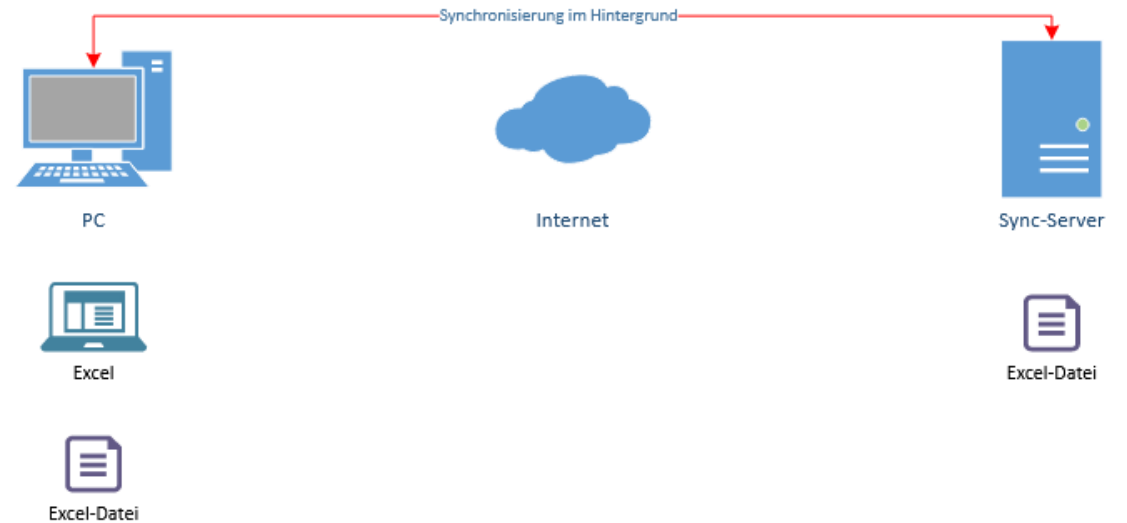 Synchronisierung im Hintergrund
PC
Internet
Sync-Server
Excel
Excel-Datei
Excel-Datei